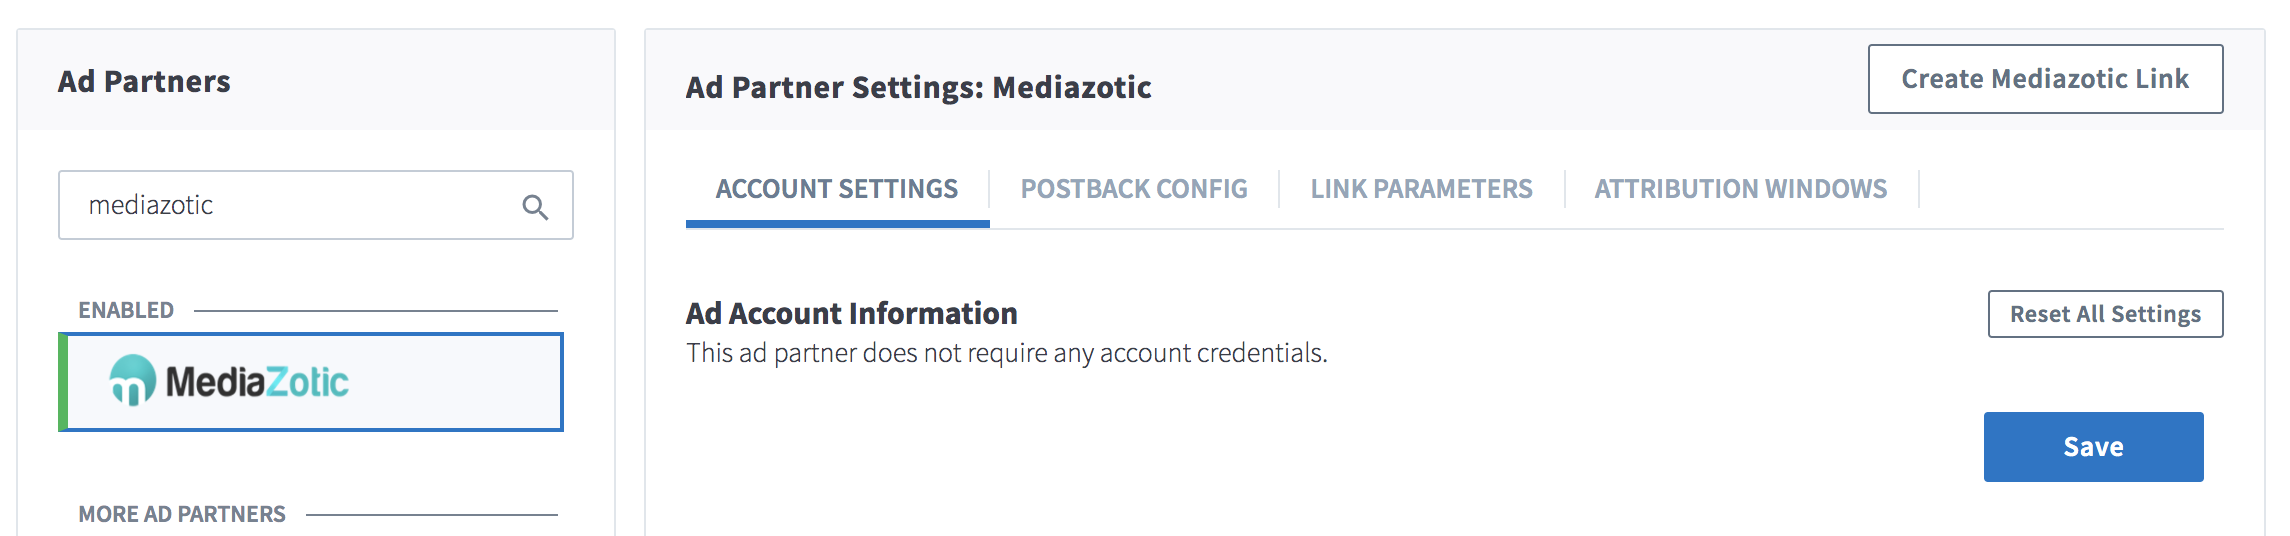 Ad Partners
mediazotic
ENABLED
MediaZotic
MORE AD PARTNERS
Ad Partner Settings: Mediazotic
Create Mediazotic Link
ACCOUNT SETTINGS
POSTBACK CONFIG
LINK PARAMETERS
ATTRIBUTION WINDOWS
Ad Account Information
Reset All Settings
This ad partner does not require any account credentials.
Save